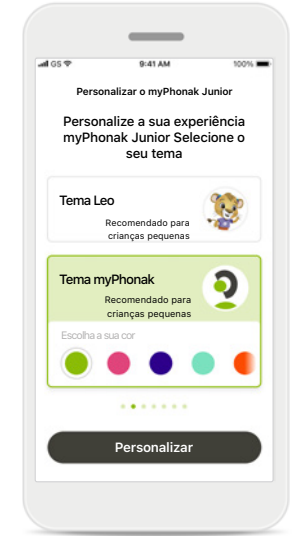 GS
9:41 AM
100%
Personalizar o myPhonak Junior
Personalize a sua experiência
myPhonak Junior Selecione o
seu tema
Tema Leo
Recomendado para
crianças pequenas
Tema myPhonak
Recomendado para
crianças pequenas
Escolha a sua cor
Personalizar